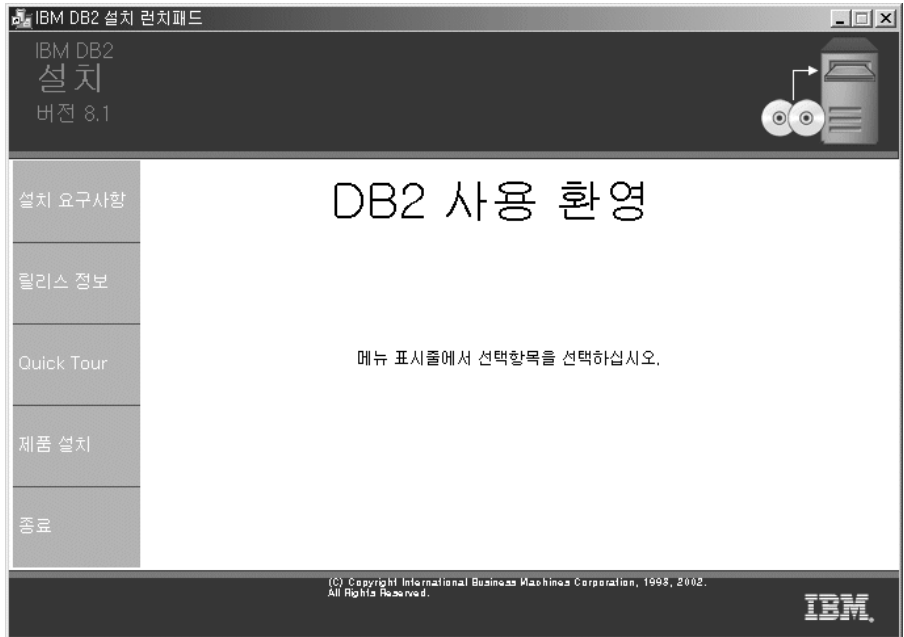 IBM DB2 설치 런치패드
IBM DB2
설치
버전 8.1
설치 요구사항
릴리스 정보
Quick Tour
제품 설치
종료
DB2 사용 환영
메뉴 표시줄에서 선택항목을 선택하십시오.
(C) Copyright International Business Machines Corporation, 1993, 2002.
All Rights Reserved.
IBM.